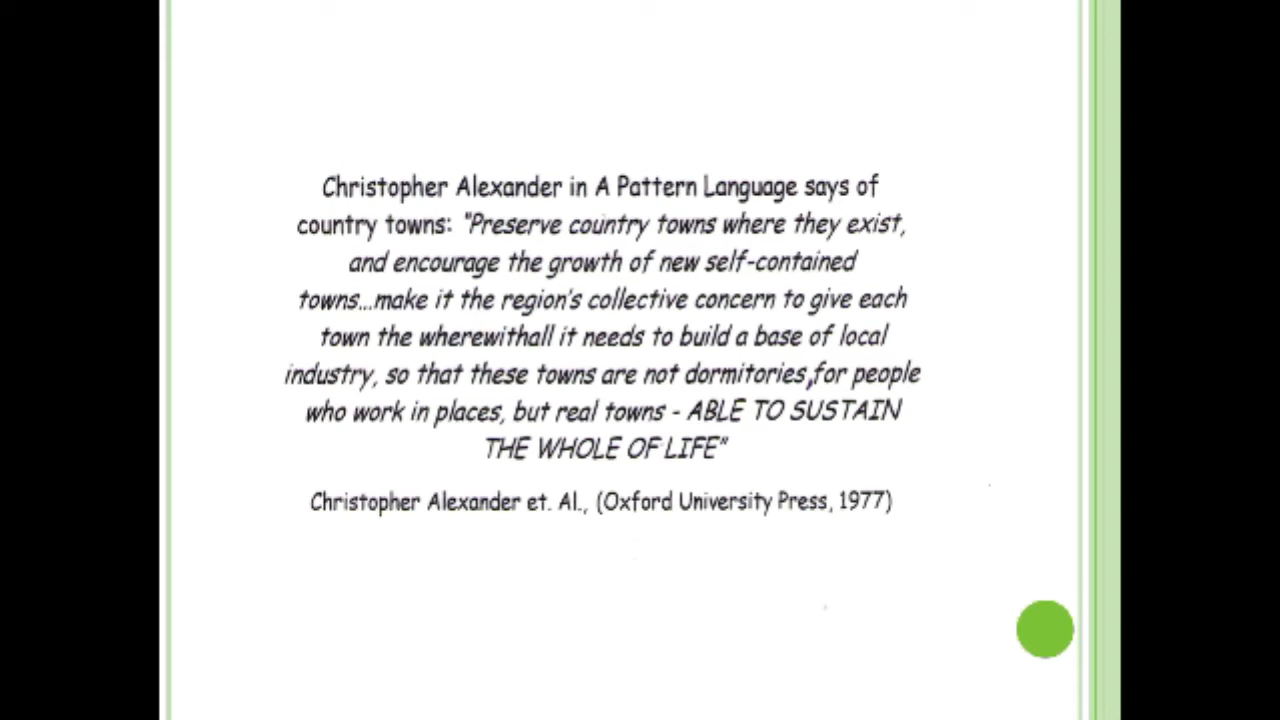 Christopher Alexander in A Pattern Language says of
country towns: "Preserve country towns where they exist,
and encourage the growth of new self-contained
towns...make it the region's collective concern to give each
town the wherewithall it needs to build a base of local
industry, so that these towns are not dormitories,for people
who work in places, but real towns - ABLE TO SUSTAIN
THE WHOLE OF LIFE"
Christopher Alexander et. Al., (Oxford University Press, 1977)